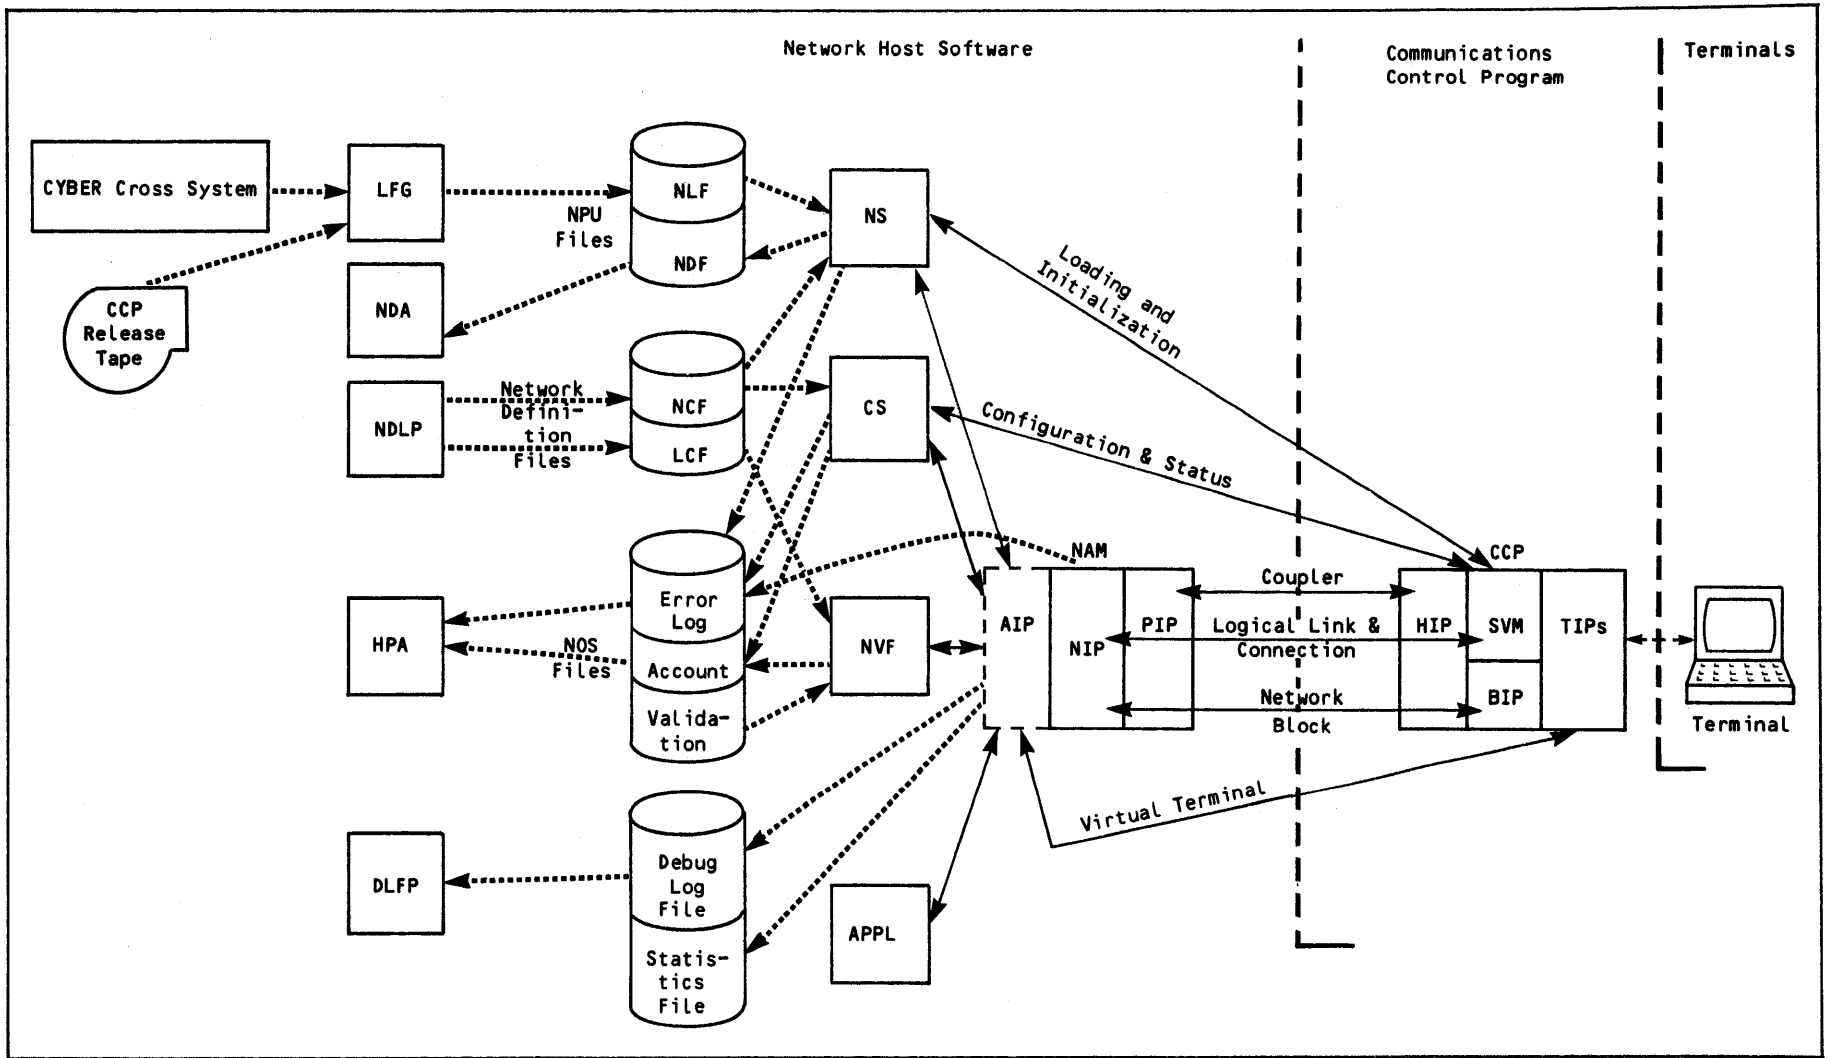 Network Host Software
Communications
Control Program
Terminals
CYBER Cross System
LFG
NPU
Files
NLF
NDF
NS
Loading and
Initialization
CCP
Release
Tape
NDA
NDLP
Network
Defini-
tion
Files
NCF
LCF
CS
Configuration & Status
HPA
NOS
Files
Error
Log
Account
Valida-
tion
NVF
NAM
AIP
NIP
PIP
Coupler
Logical Link &
Connection
Network
Block
CCP
HIP
SVM
BIP
TIPs
Terminal
Virtual Terminal
DLFP
Debug
Log
File
Statis-
tics
File
APPL